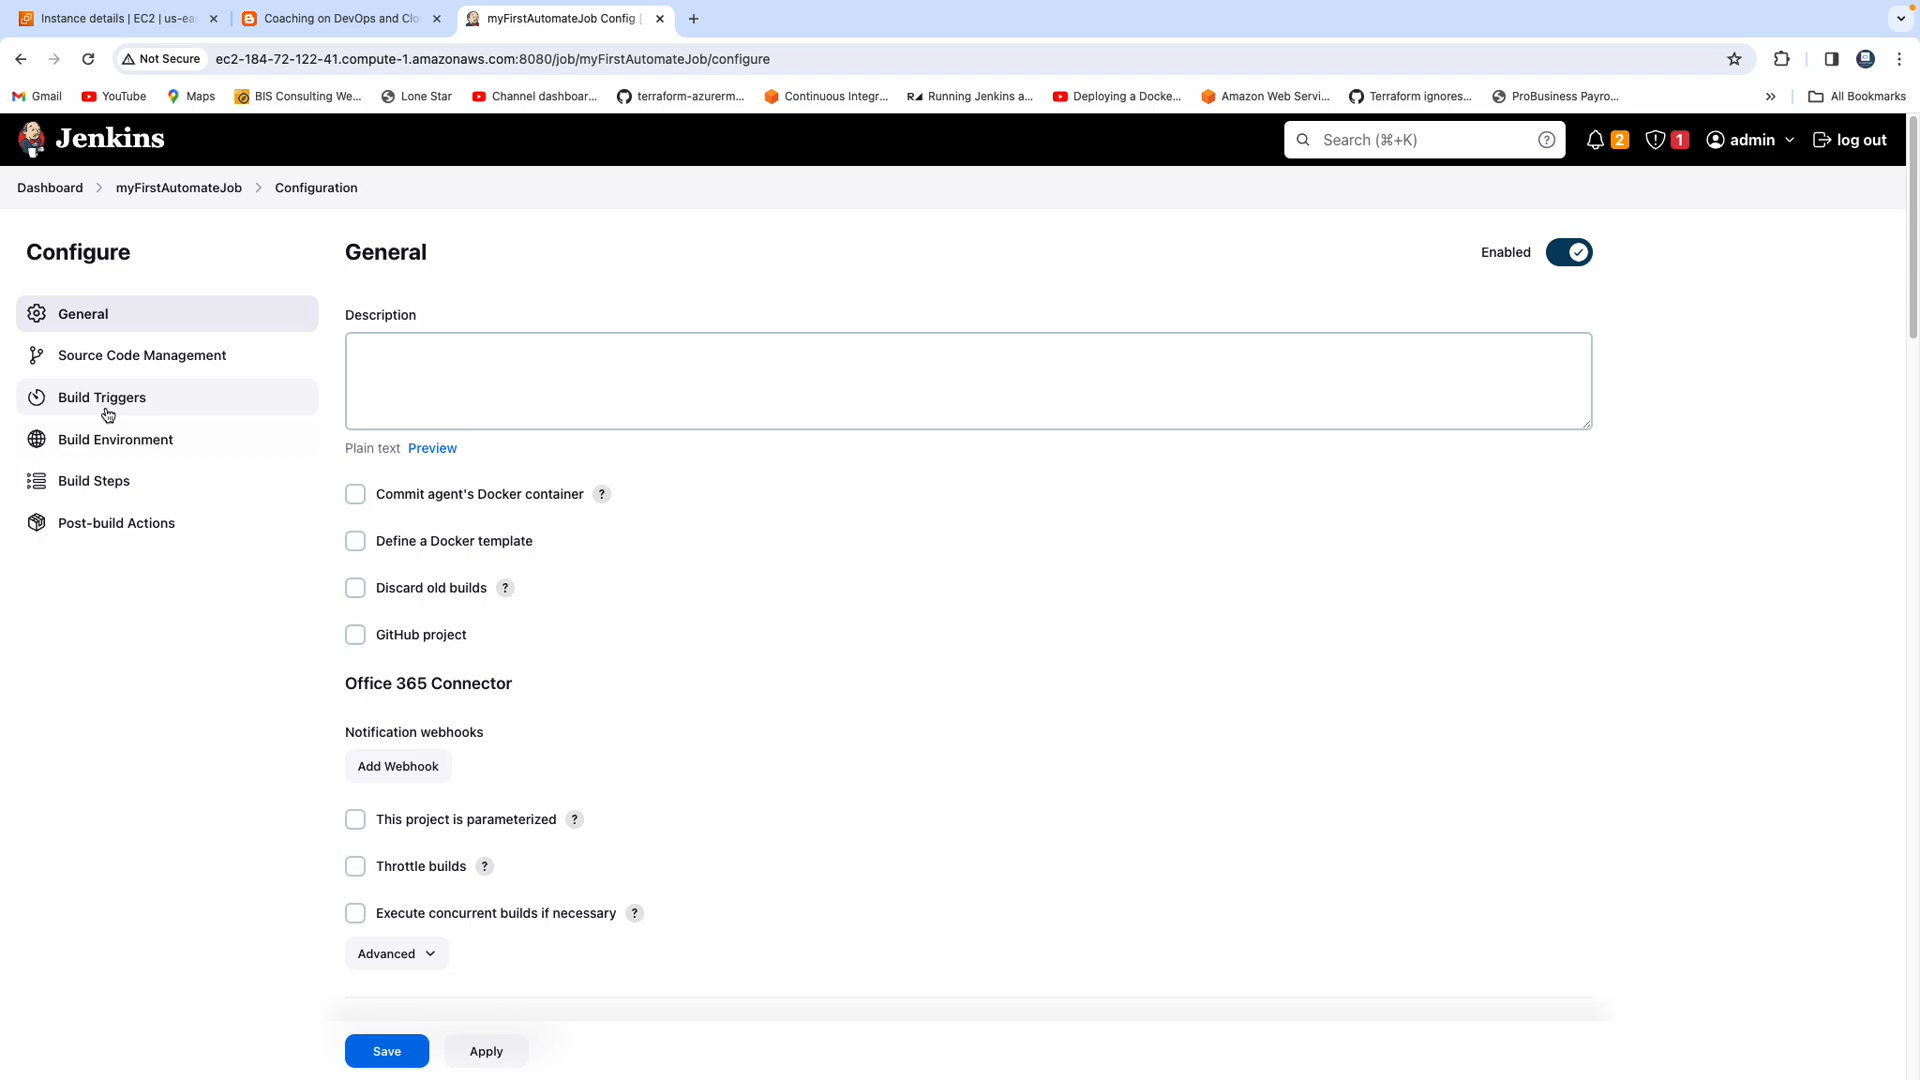 Instance details | EC2 | us-ea
Coaching on DevOps and Clo
myFirstAutomateJob Config [
Not Secure
ec2-184-72-122-41.compute-1.amazonaws.com:8080/job/myFirstAutomateJob/configure
Gmail
YouTube
Maps
BIS Consulting We...
Lone Star
Channel dashboar...
terraform-azurerm...
Continuous Integr...
Running Jenkins a...
Deploying a Docke...
Amazon Web Servi...
Terraform ignores...
ProBusiness Payro...
All Bookmarks
Jenkins
Search (⌘+K)
2
1
admin
log out
Dashboard > myFirstAutomateJob > Configuration
Configure
General
Source Code Management
Build Triggers
Build Environment
Build Steps
Post-build Actions
General
Enabled
Description
Plain text Preview
Commit agent's Docker container ?
Define a Docker template
Discard old builds ?
GitHub project
Office 365 Connector
Notification webhooks
Add Webhook
This project is parameterized ?
Throttle builds ?
Execute concurrent builds if necessary ?
Advanced
Save
Apply